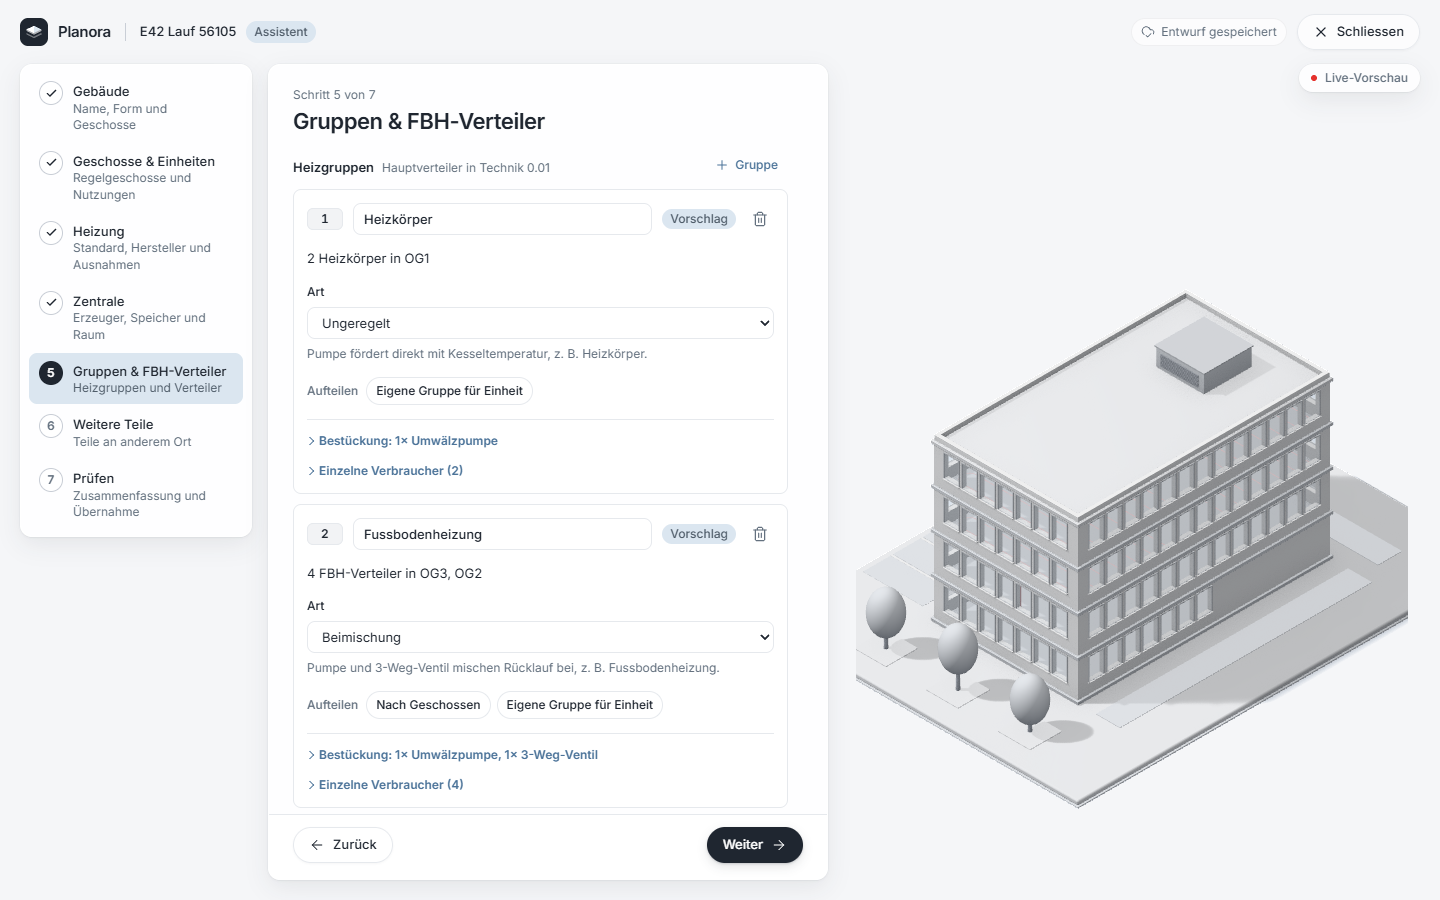 Planora
E42 Lauf 56105
Assistent
Entwurf gespeichert
Schliessen
Gebäude
Name, Form und
Geschosse
Geschosse & Einheiten
Regelgeschosse und
Nutzungen
Heizung
Standard, Hersteller und
Ausnahmen
Zentrale
Erzeuger, Speicher und
Raum
5
Gruppen & FBH-Verteiler
Heizgruppen und Verteiler
6
Weitere Teile
Teile an anderem Ort
7
Prüfen
Zusammenfassung und
Übernahme
Schritt 5 von 7
Gruppen & FBH-Verteiler
Heizgruppen Hauptverteiler in Technik 0.01
Gruppe
1
Heizkörper
Vorschlag
2 Heizkörper in OG1
Art
Ungeregelt
Pumpe fördert direkt mit Kesseltemperatur, z. B. Heizkörper.
Aufteilen
Eigene Gruppe für Einheit
Bestückung: 1× Umwälzpumpe
Einzelne Verbraucher (2)
2
Fussbodenheizung
Vorschlag
4 FBH-Verteiler in OG3, OG2
Art
Beimischung
Pumpe und 3-Weg-Ventil mischen Rücklauf bei, z. B. Fussbodenheizung.
Aufteilen
Nach Geschossen
Eigene Gruppe für Einheit
Bestückung: 1× Umwälzpumpe, 1× 3-Weg-Ventil
Einzelne Verbraucher (4)
Zurück
Weiter
Live-Vorschau